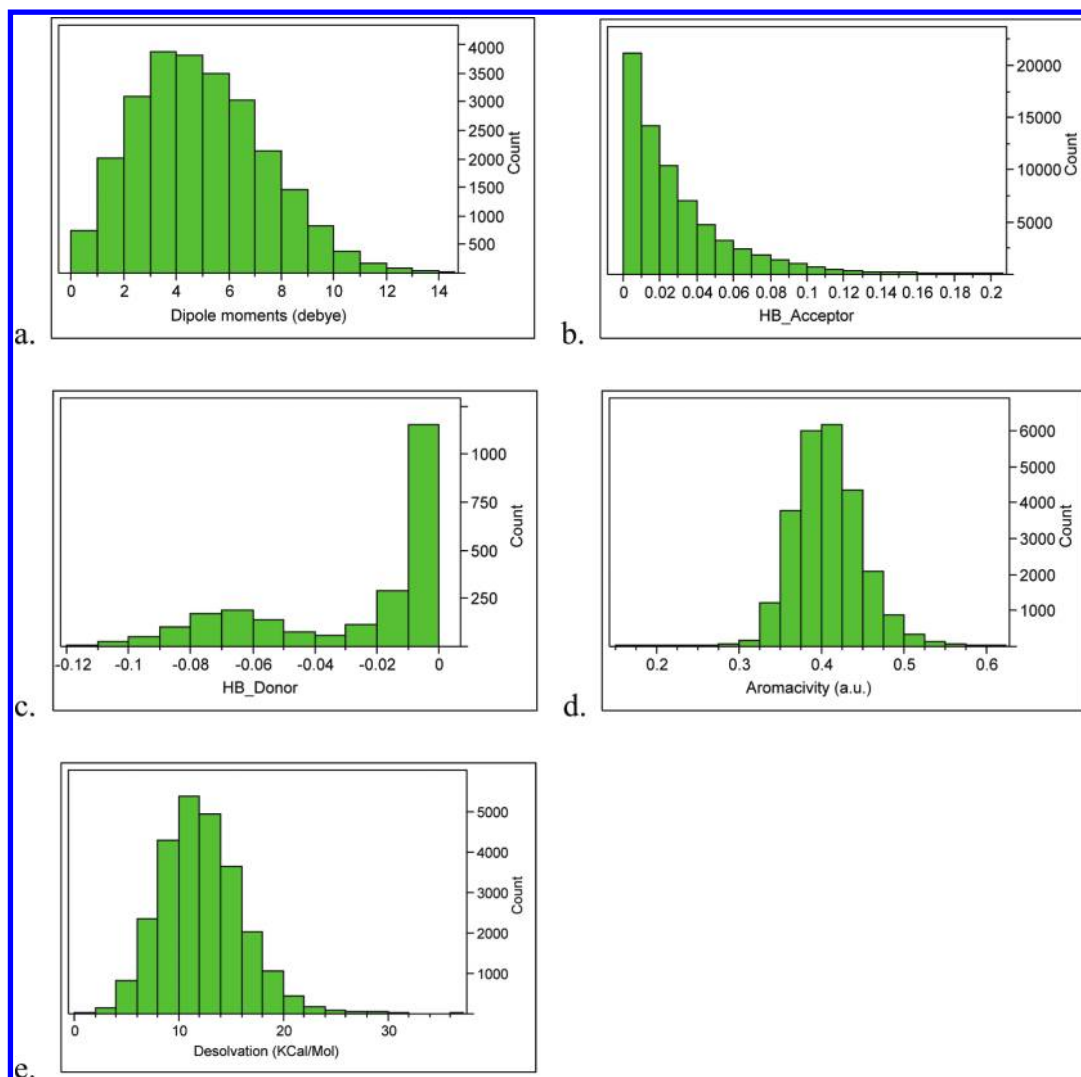 4000
3500
3000
2500
2000
1500
1000
500
Count
0 2 4 6 8 10 12 14
Dipole moments (debye)
a.
20000
15000
10000
5000
Count
0 0.02 0.04 0.06 0.08 0.1 0.12 0.14 0.16 0.18 0.2
HB_Acceptor
b.
1000
750
500
250
Count
-0.12 -0.1 -0.08 -0.06 -0.04 -0.02 0
HB_Donor
c.
6000
5000
4000
3000
2000
1000
Count
0.2 0.3 0.4 0.5 0.6
Aromacivity (a.u.)
d.
5000
4000
3000
2000
1000
Count
0 10 20 30
Desolvation (KCal/Mol)
e.